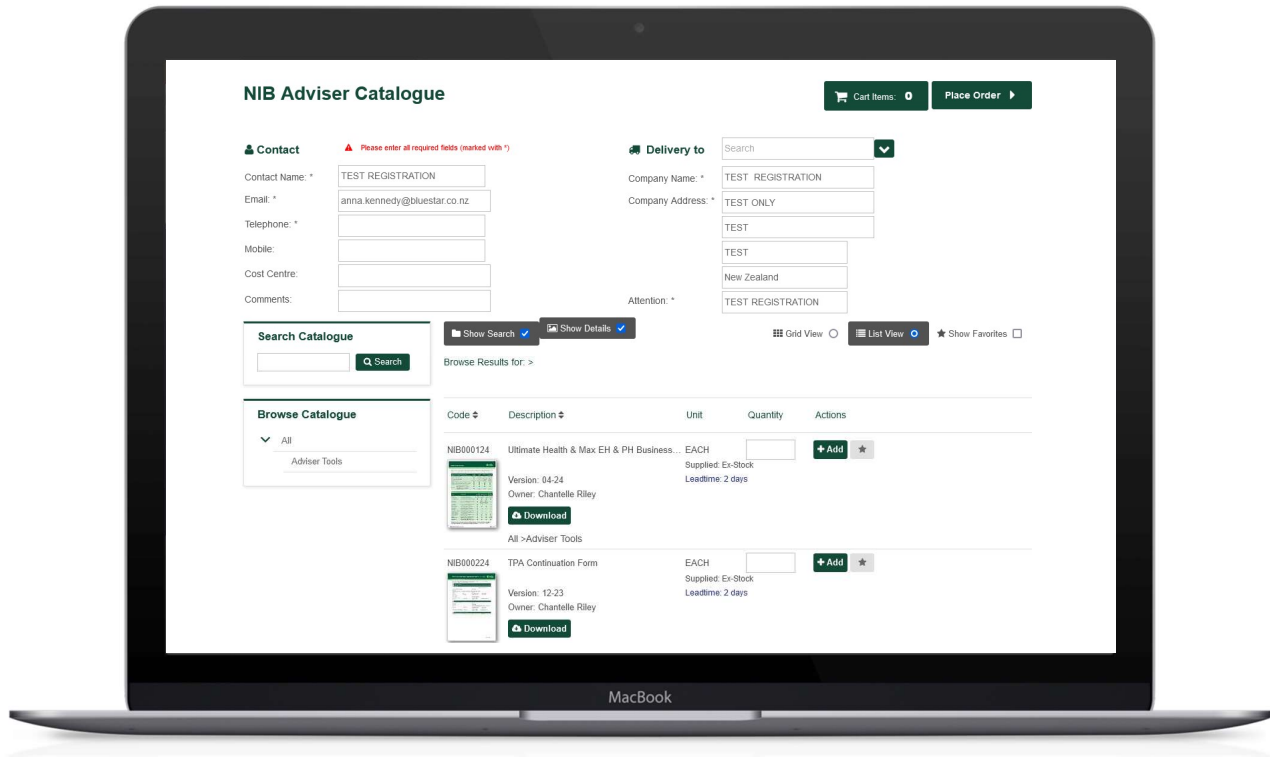 NIB Adviser Catalogue
Cart Items: 0
Place Order
Contact
Please enter all required fields (marked with *)
Delivery to
Search
Contact Name: *
TEST REGISTRATION
Company Name: *
TEST REGISTRATION
Email: *
anna.kennedy@bluestar.co.nz
Company Address: *
TEST ONLY
Telephone: *
TEST
Mobile:
TEST
Cost Centre:
New Zealand
Comments:
Attention: *
TEST REGISTRATION
Search Catalogue
Search
Show Search
Show Details
Grid View
List View
Show Favorites
Browse Results for: >
Browse Catalogue
All
Adviser Tools
Code
Description
Unit
Quantity
Actions
NIB000124
Ultimate Health & Max EH & PH Business...
EACH
+ Add
Supplied: Ex-Stock
Version: 04-24
Leadtime: 2 days
Owner: Chantelle Riley
Download
All >Adviser Tools
NIB000224
TPA Continuation Form
EACH
+ Add
Supplied: Ex-Stock
Version: 12-23
Leadtime: 2 days
Owner: Chantelle Riley
Download
MacBook